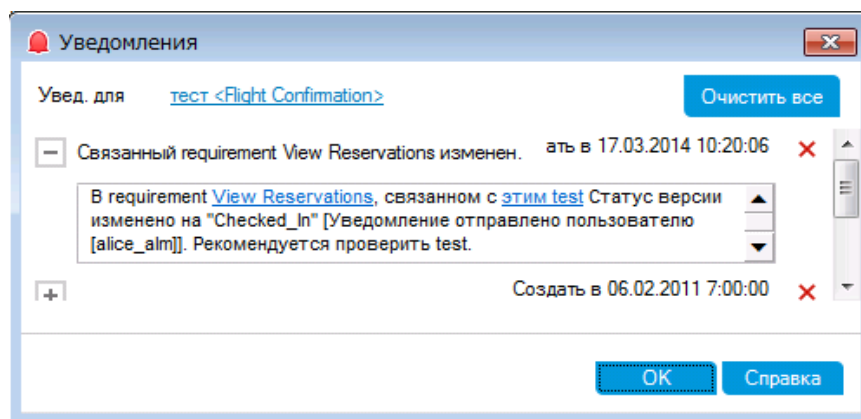 Уведомления
Увед. для тест <Flight Confirmation>
Очистить все
Связанный requirement View Reservations изменен. ать в 17.03.2014 10:20:06
В requirement View Reservations, связанном с этим test Статус версии
изменено на "Checked_In" [Уведомление отправлено пользователю
[alice_alm]]. Рекомендуется проверить test.
Создать в 06.02.2011 7:00:00
OK Справка